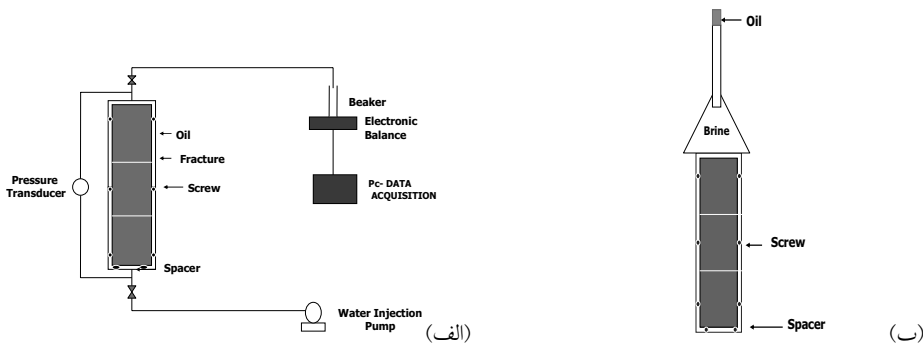 Beaker
Electronic
Balance
Oil
Fracture
Screw
Pressure
Transducer
Pc- DATA
ACQUISITION
Spacer
Water Injection
Pump
(الف)
Oil
Brine
Screw
Spacer
(ب)